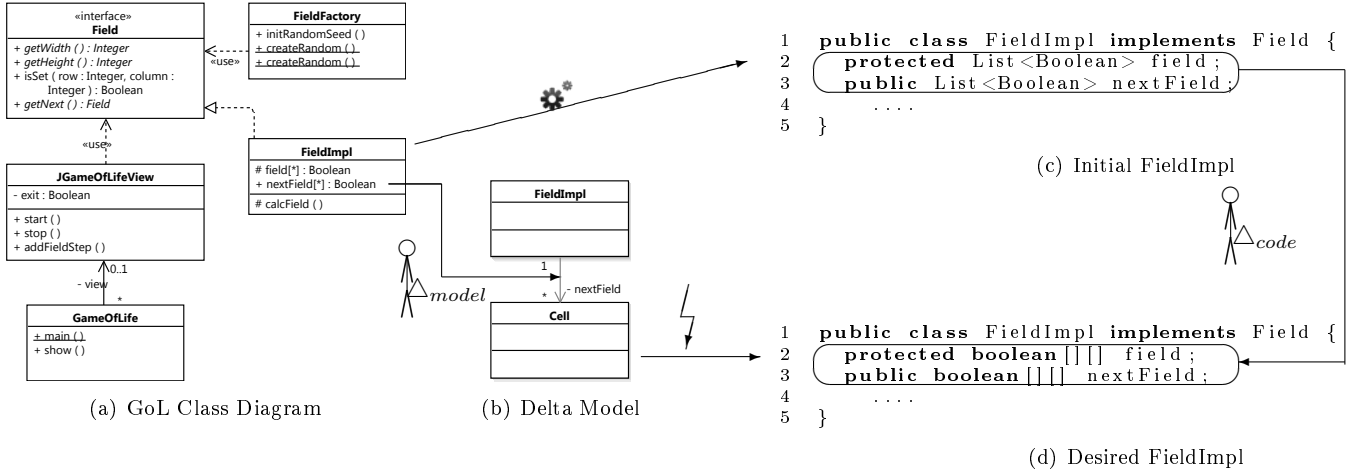 «interface»
Field
+ getWidth () : Integer
+ getHeight () : Integer
+ isSet ( row : Integer, column :
Integer ) : Boolean
+ getNext () : Field
FieldFactory
+ initRandomSeed ( )
+ createRandom ( )
+ createRandom ( )
«use»
«use»
FieldImpl
# field[*] : Boolean
+ nextField[*] : Boolean
# calcField ( )
JGameOfLifeView
- exit : Boolean
+ start ( )
+ stop ( )
+ addFieldStep ( )
0..1
- view
*
GameOfLife
+ main ( )
+ show ( )
(a) GoL Class Diagram
△model
FieldImpl
1
* - nextField
Cell
(b) Delta Model
1 public class FieldImpl implements Field {
2 protected List<Boolean> field;
3 public List<Boolean> nextField;
4 ....
5 }
(c) Initial FieldImpl
△code
1 public class FieldImpl implements Field {
2 protected boolean[][] field;
3 public boolean[][] nextField;
4 ....
5 }
(d) Desired FieldImpl